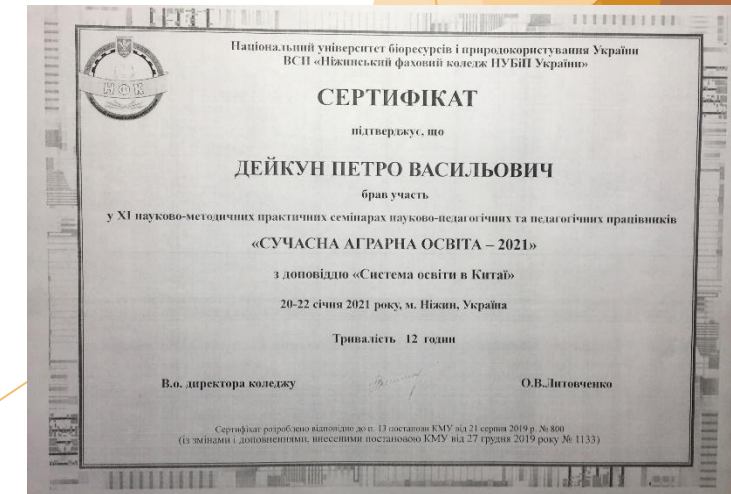 Національний університет біоресурсів і природокористування України
ВСП «Ніжинський фаховий коледж НУБіП України»
НФК
СЕРТИФІКАТ
підтверджує, що
ДЕЙКУН ПЕТРО ВАСИЛЬОВИЧ
брав участь
у XI науково-методичних практичних семінарах науково-педагогічних та педагогічних працівників
«СУЧАСНА АГРАРНА ОСВІТА – 2021»
з доповіддю «Система освіти в Китаї»
20-22 січня 2021 року, м. Ніжин, Україна
Тривалість 12 годин
В.о. директора коледжу О.В.Литовченко
Сертифікат розроблено відповідно до п. 13 постанови КМУ від 21 серпня 2019 р. № 800
(із змінами і доповненнями, внесеними постановою КМУ від 27 грудня 2019 року № 1133)